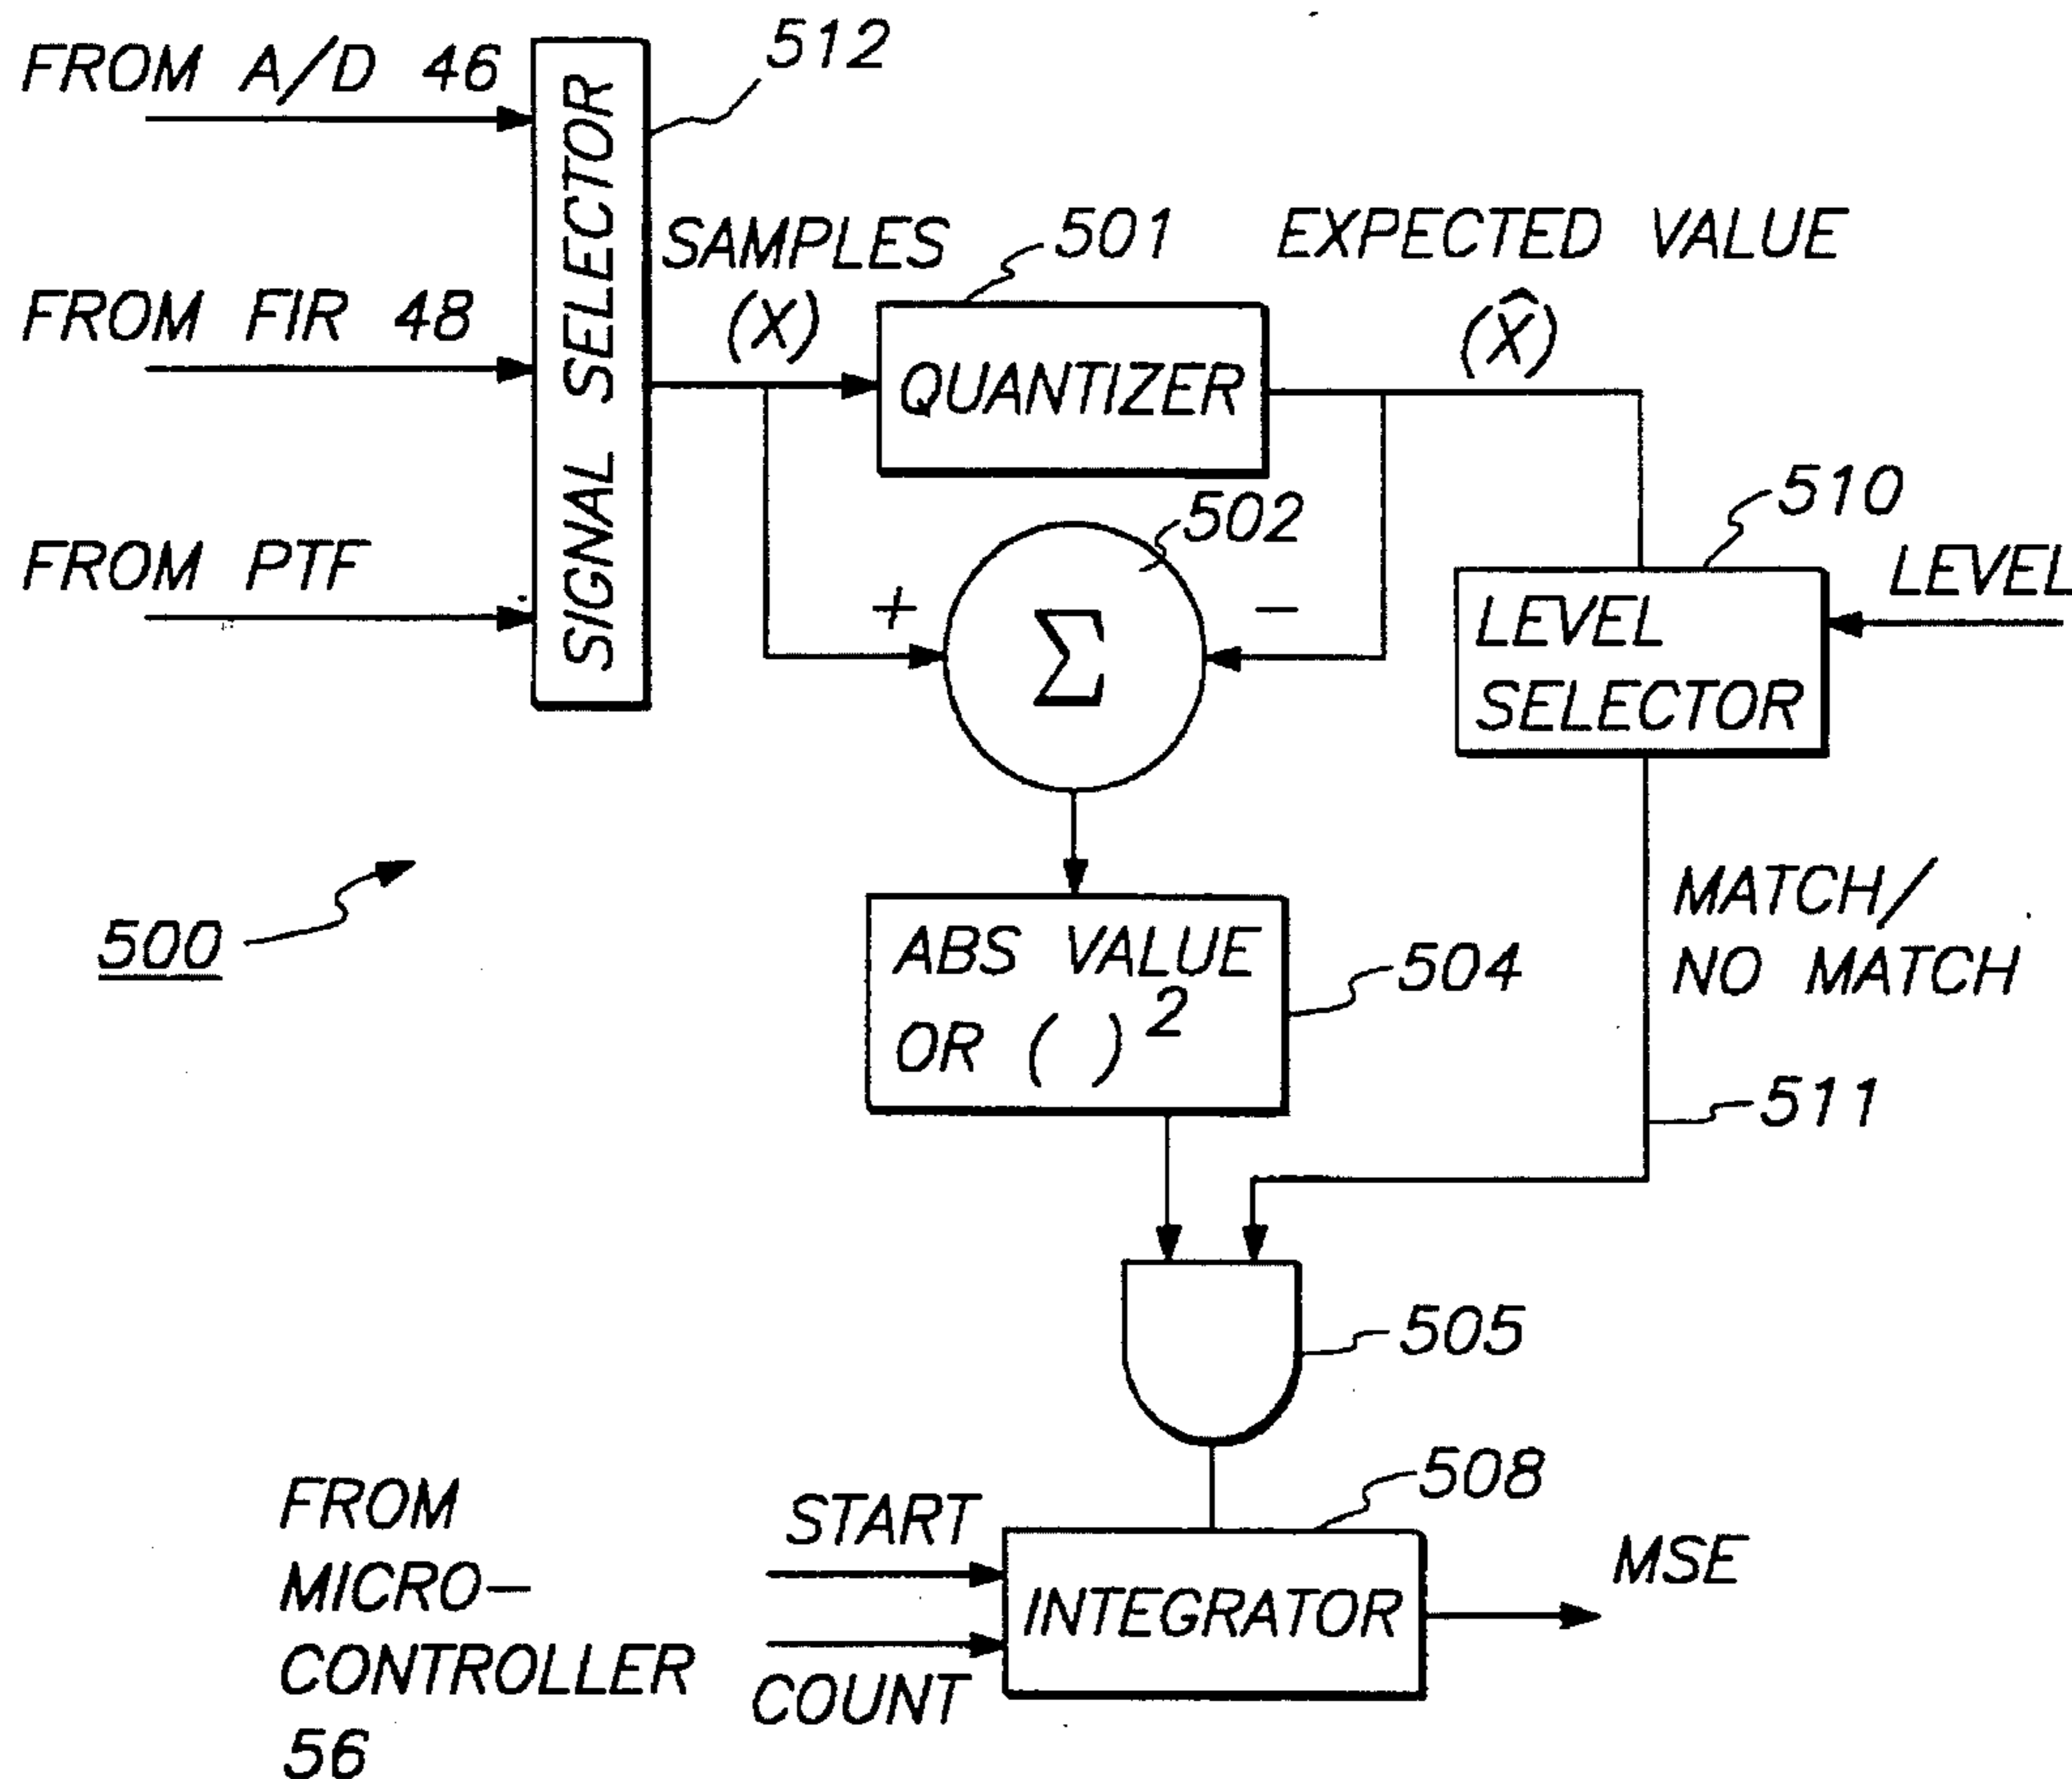 FROM A/D 46
512
SIGNAL SELECTOR
FROM FIR 48
FROM PTF
SAMPLES
(X)
501
QUANTIZER
EXPECTED VALUE
(X̂)
502
+
−
Σ
510
LEVEL
LEVEL
SELECTOR
500
ABS VALUE
OR ( )²
504
MATCH/
NO MATCH
511
505
FROM
MICRO-
CONTROLLER
56
START
COUNT
508
INTEGRATOR
MSE